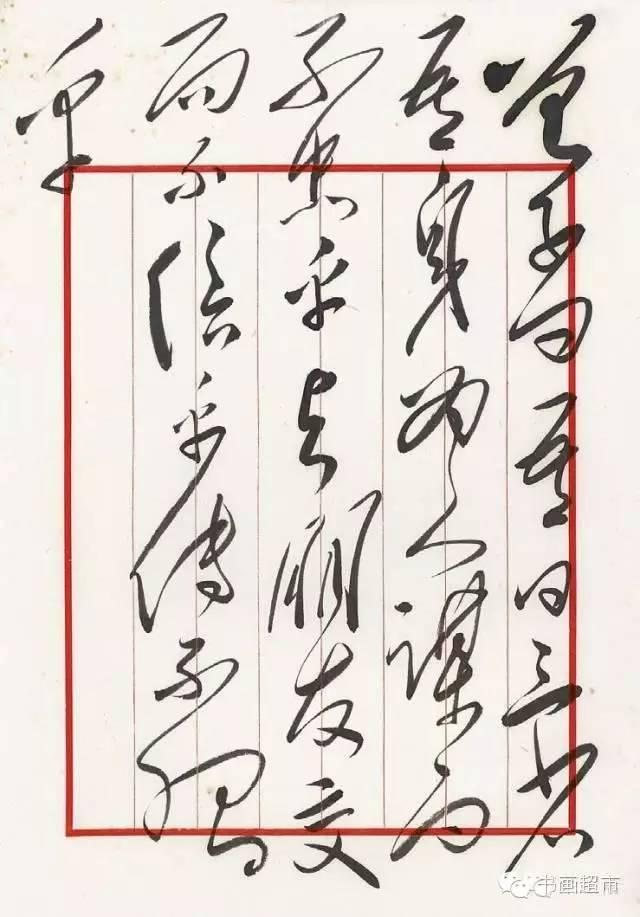 曾子曰吾日三省
吾身为人谋而
不忠乎与朋友交
而不信乎传不习
乎
书画超市